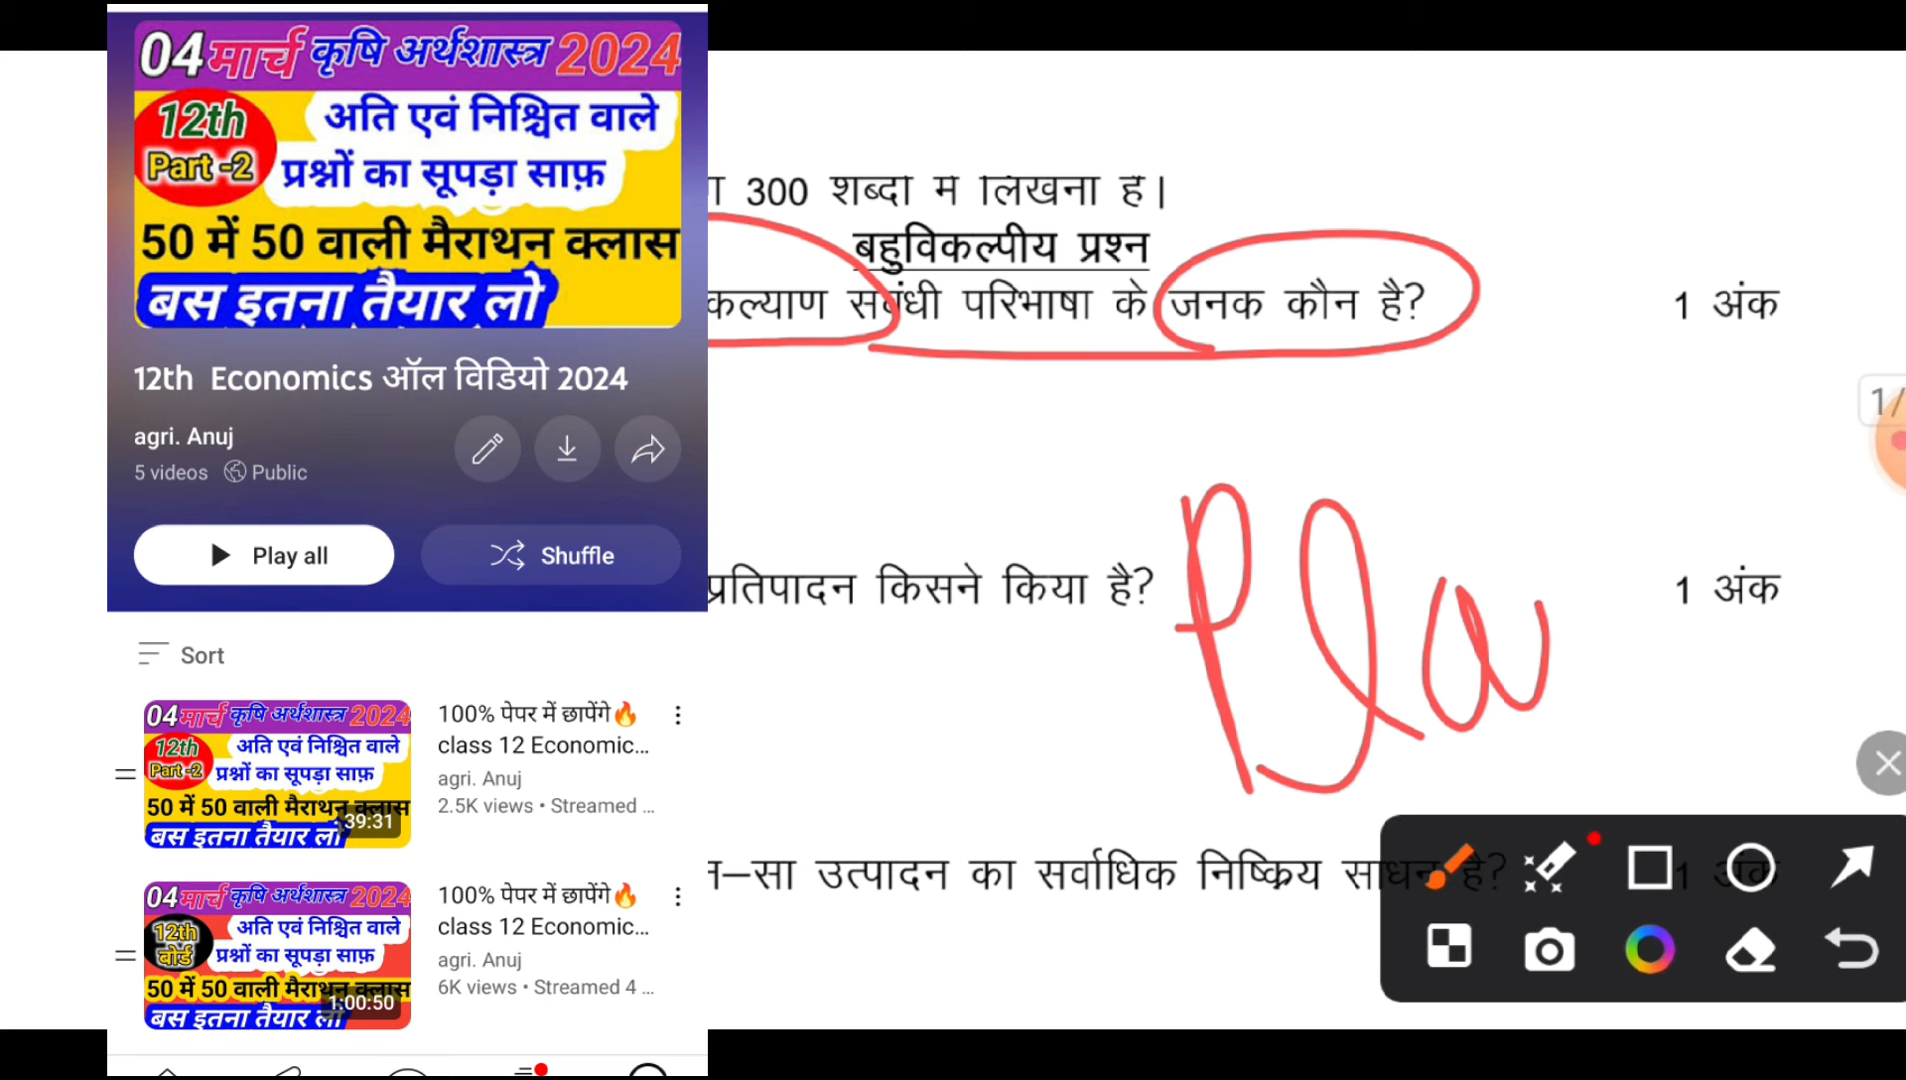 04 मार्च कृषि अर्थशास्त्र 2024
12th
Part -2
अति एवं निश्चित वाले
प्रश्नों का सूपड़ा साफ़
50 में 50 वाली मैराथन क्लास
बस इतना तैयार लो
12th Economics ऑल विडियो 2024
agri. Anuj
5 videos Public
Play all
Shuffle
Sort
04 मार्च कृषि अर्थशास्त्र 2024
12th
Part -2
अति एवं निश्चित वाले
प्रश्नों का सूपड़ा साफ़
50 में 50 वाली मैराथन क्लास
बस इतना तैयार लो
39:31
100% पेपर में छापेंगे🔥
class 12 Economic...
agri. Anuj
2.5K views • Streamed ...
04 मार्च कृषि अर्थशास्त्र 2024
12th
बोर्ड
अति एवं निश्चित वाले
प्रश्नों का सूपड़ा साफ़
50 में 50 वाली मैराथन क्लास
बस इतना तैयार लो
1:00:50
100% पेपर में छापेंगे🔥
class 12 Economic...
agri. Anuj
6K views • Streamed 4 ...
300 शब्दों में लिखना है।
बहुविकल्पीय प्रश्न
कल्याण सबंधी परिभाषा के जनक कौन है? 1 अंक
1/
प्रतिपादन किसने किया है? 1 अंक
Pla
न–सा उत्पादन का सर्वाधिक निष्क्रिय साधन है? 1 अंक